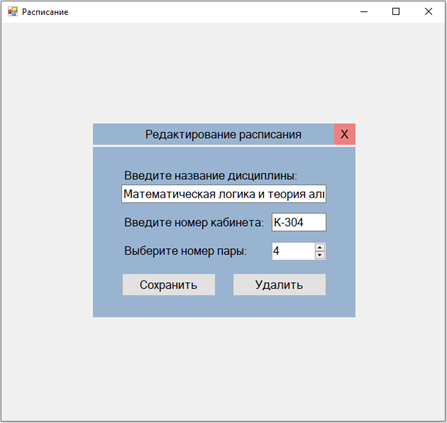 Расписание
Редактирование расписания X
Введите название дисциплины:
Математическая логика и теория алг
Введите номер кабинета: К-304
Выберите номер пары: 4
Сохранить Удалить